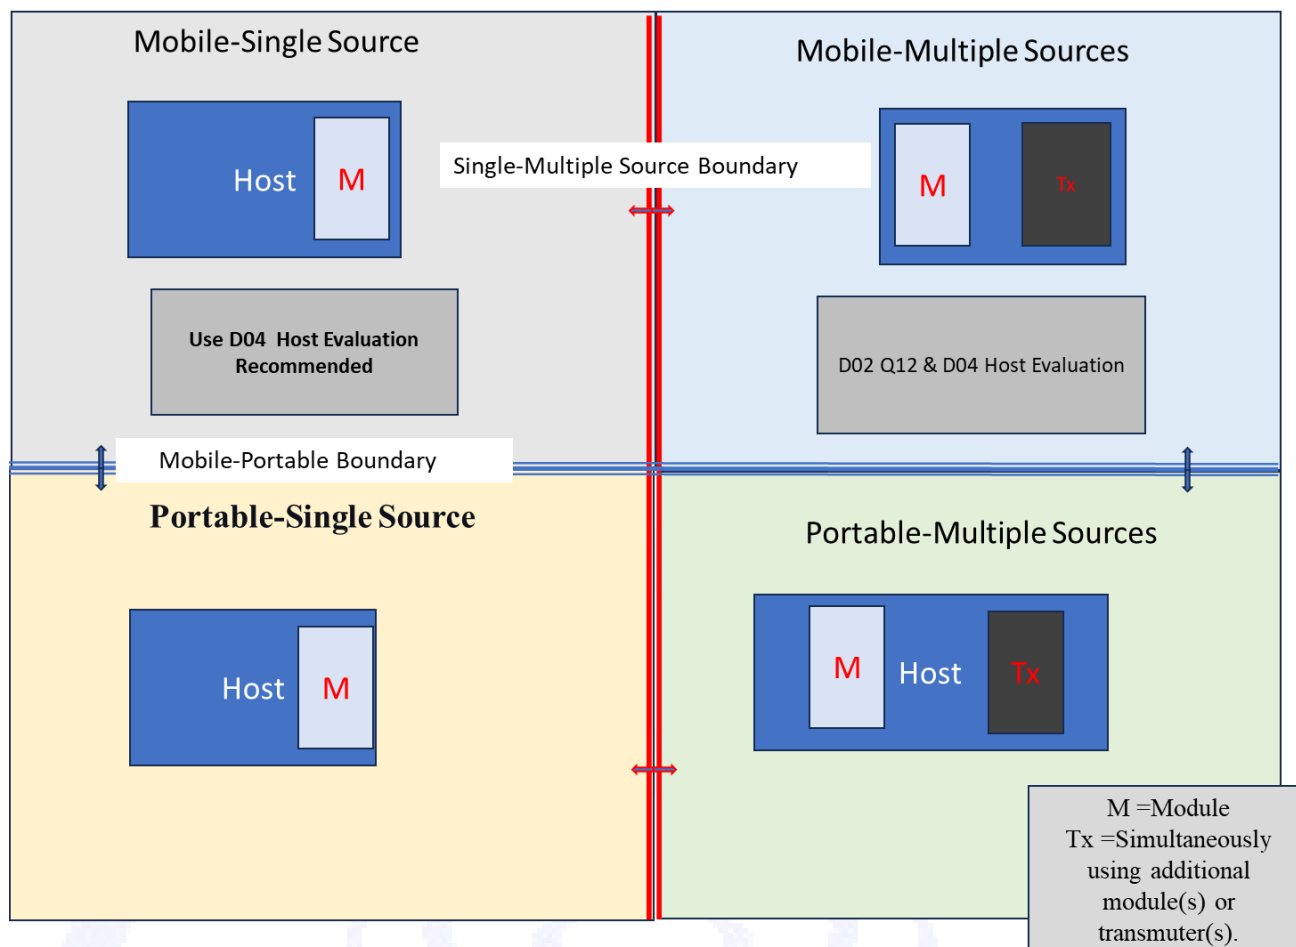 Mobile-Single Source
Mobile-Multiple Sources
Host
M
Single-Multiple Source Boundary
M
Tx
Use D04 Host Evaluation
Recommended
D02 Q12 & D04 Host Evaluation
Mobile-Portable Boundary
Portable-Single Source
Portable-Multiple Sources
Host
M
M
Host
Tx
M =Module
Tx =Simultaneously
using additional
module(s) or
transmuter(s).